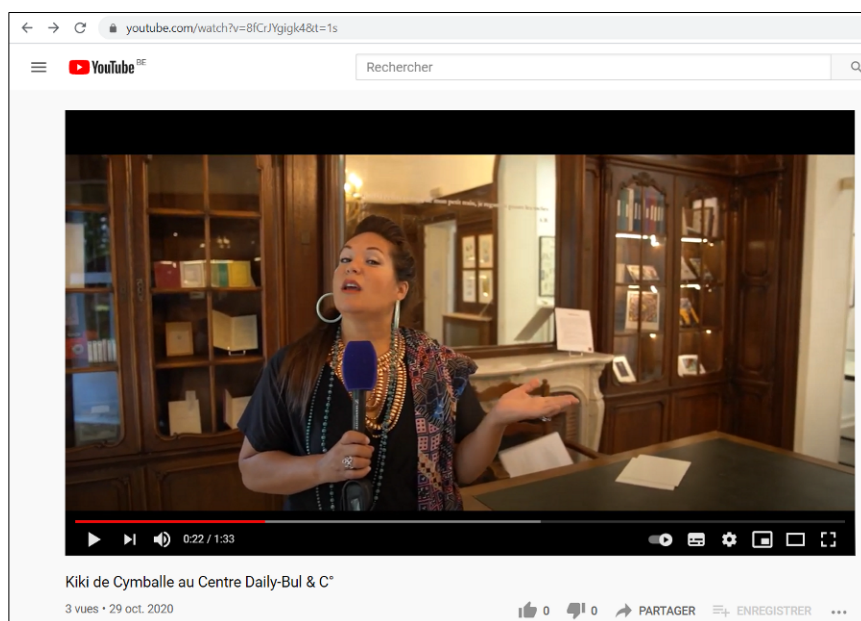 youtube.com/watch?v=8fCrJYgigk4&t=1s
YouTube BE
Rechercher
0:22 / 1:33
Kiki de Cymballe au Centre Daily-Bul & C°
3 vues • 29 oct. 2020
0 0 PARTAGER ENREGISTRER